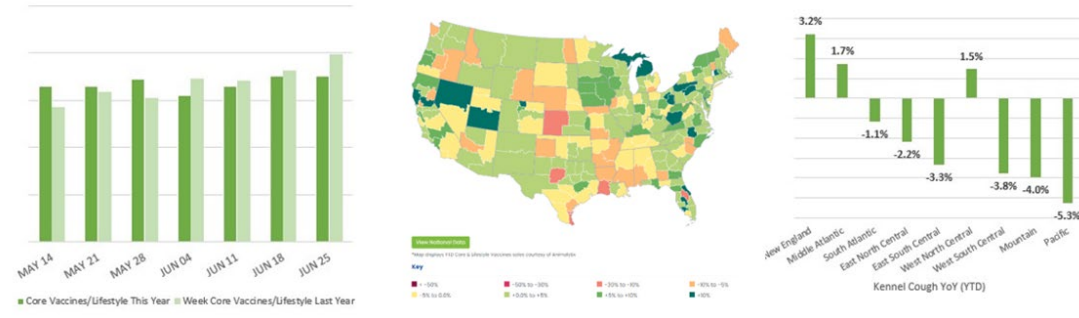 MAY 14
MAY 21
MAY 28
JUN 04
JUN 11
JUN 18
JUN 25
Core Vaccines/Lifestyle This Year
Week Core Vaccines/Lifestyle Last Year
View National Data
*Map displays YTD Core & Lifestyle Vaccines sales courtesy of Animalytix
Key
< -50%
-50% to -30%
-30% to -10%
-10% to -5%
-5% to 0.0%
>0.0% to +5%
+5% to +10%
>10%
3.2%
1.7%
-1.1%
-2.2%
-3.3%
1.5%
-3.8%
-4.0%
-5.3%
New England
Middle Atlantic
South Atlantic
East North Central
East South Central
West North Central
West South Central
Mountain
Pacific
Kennel Cough YoY (YTD)